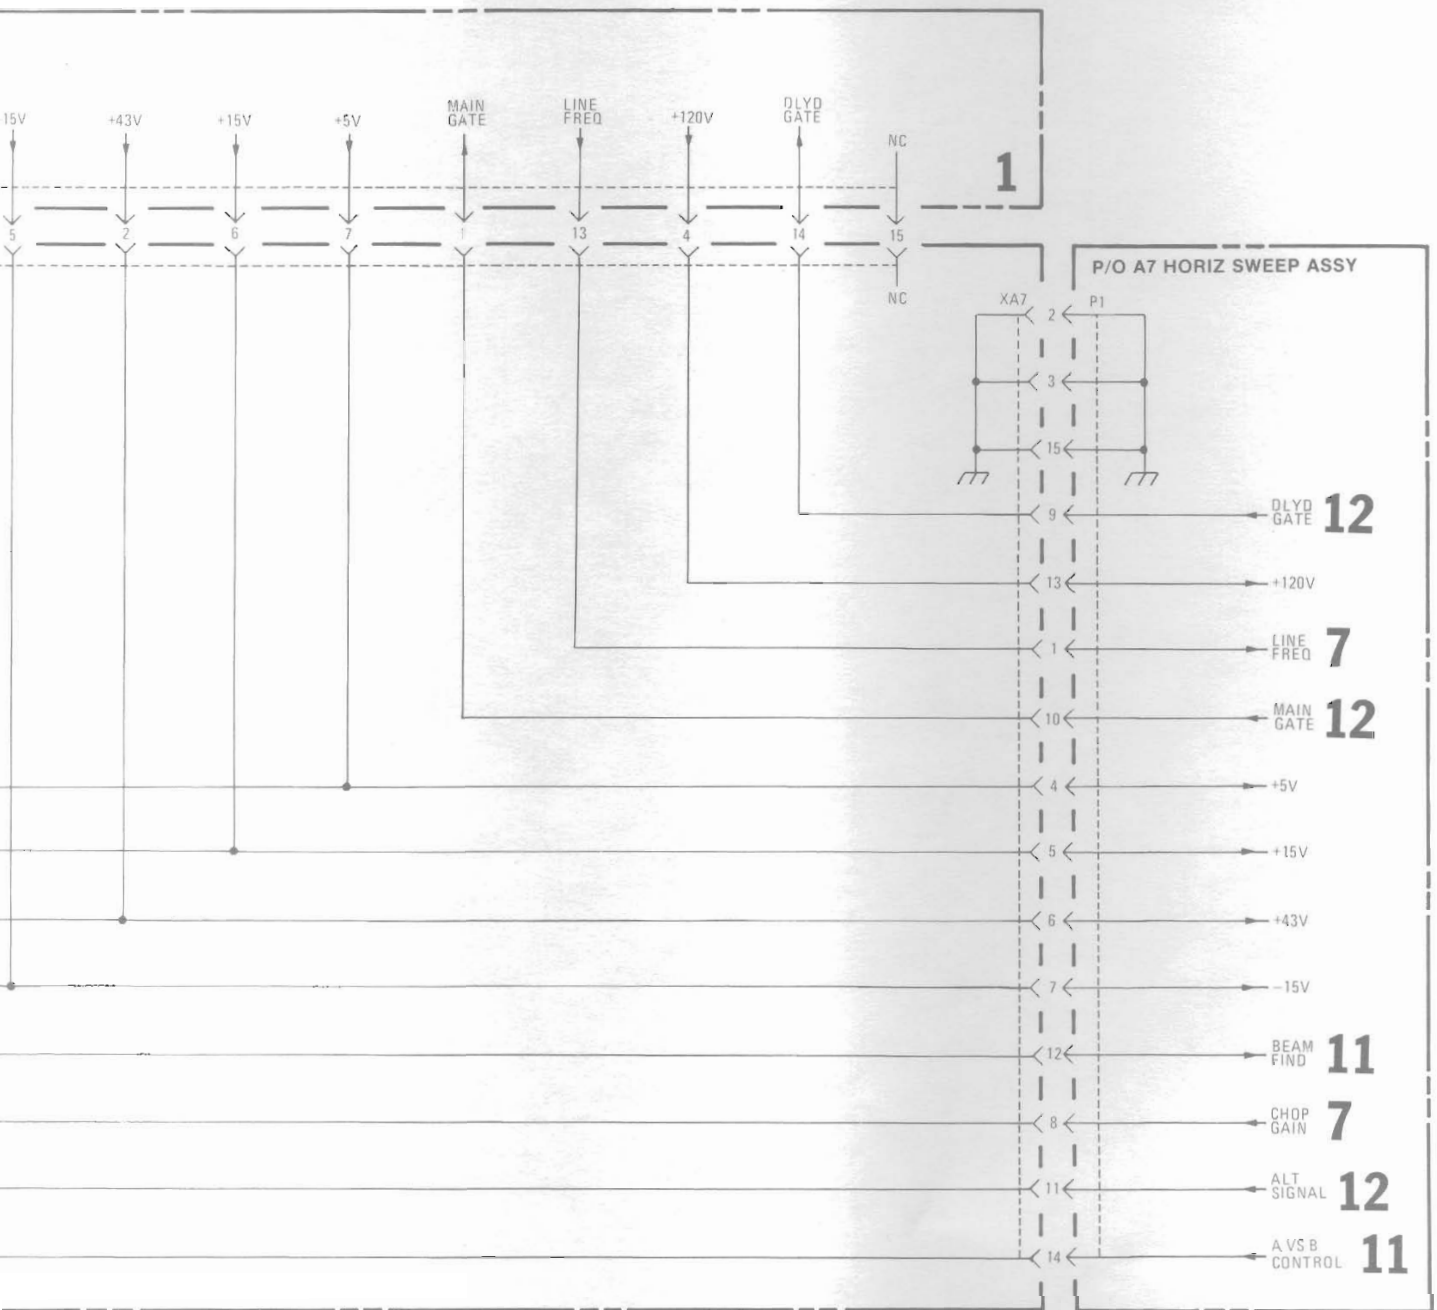 15V
+43V
+15V
+5V
MAIN
GATE
LINE
FREQ
+120V
DLYD
GATE
NC
1
5
2
6
7
1
13
4
14
15
NC
P/O A7 HORIZ SWEEP ASSY
XA7
P1
2
3
15
9
DLYD
GATE
12
13
+120V
1
LINE
FREQ
7
10
MAIN
GATE
12
4
+5V
5
+15V
6
+43V
7
-15V
12
BEAM
FIND
11
8
CHOP
GAIN
7
11
ALT
SIGNAL
12
14
A VS B
CONTROL
11